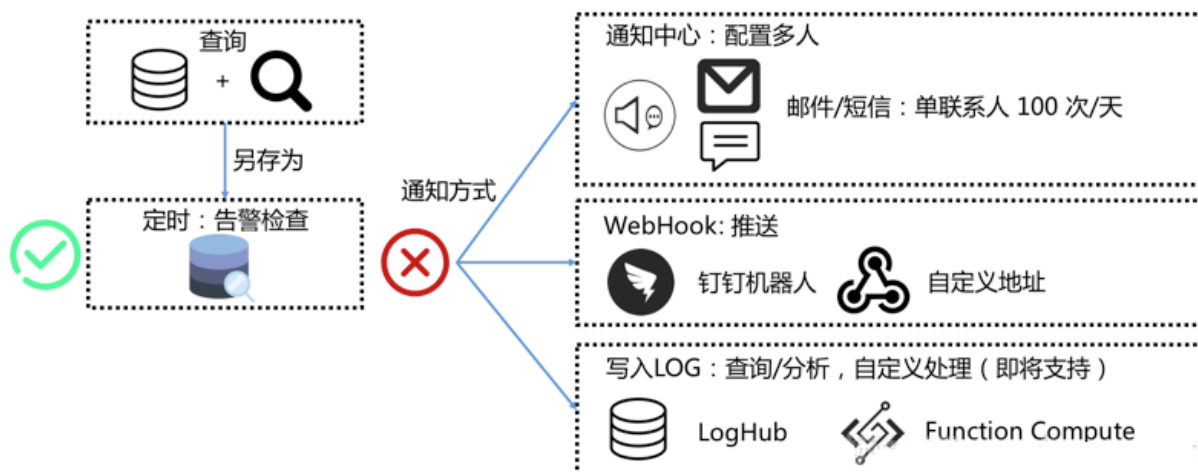 查询
+
另存为
定时：告警检查
通知方式
通知中心：配置多人
邮件/短信：单联系人 100 次/天
WebHook: 推送
钉钉机器人
自定义地址
写入LOG：查询/分析，自定义处理（即将支持）
LogHub
Function Compute